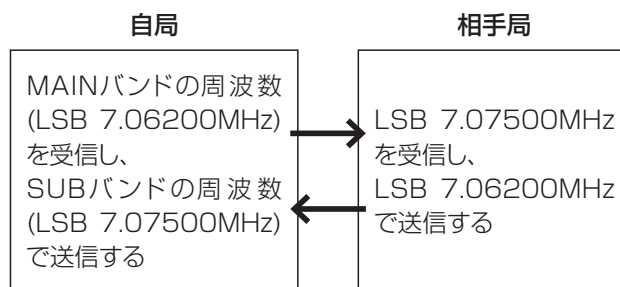 自局
相手局
MAINバンドの周波数
(LSB 7.06200MHz)
を受信し、
SUBバンドの周波数
(LSB 7.07500MHz)
で送信する
LSB 7.07500MHz
を受信し、
LSB 7.06200MHz
で送信する